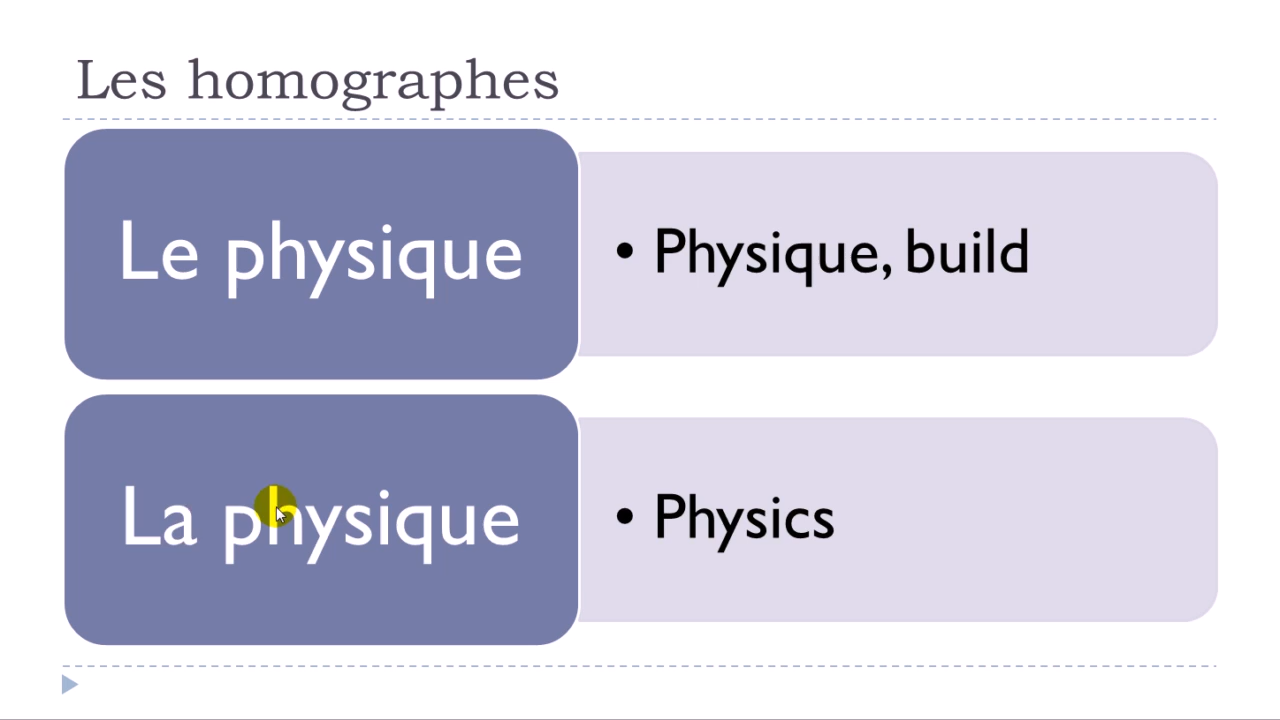 Les homographes
Le physique
• Physique, build
La physique
• Physics